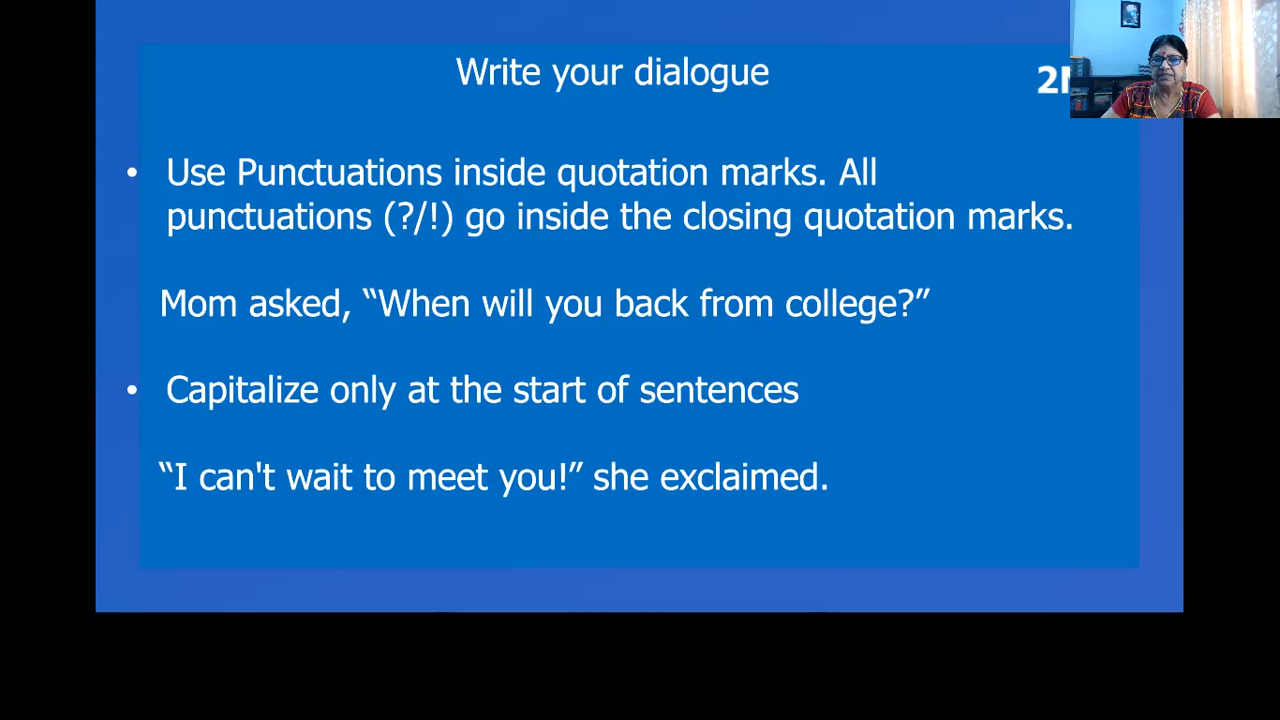 Write your dialogue
• Use Punctuations inside quotation marks. All
punctuations (?/!) go inside the closing quotation marks.
Mom asked, “When will you back from college?”
• Capitalize only at the start of sentences
“I can't wait to meet you!” she exclaimed.